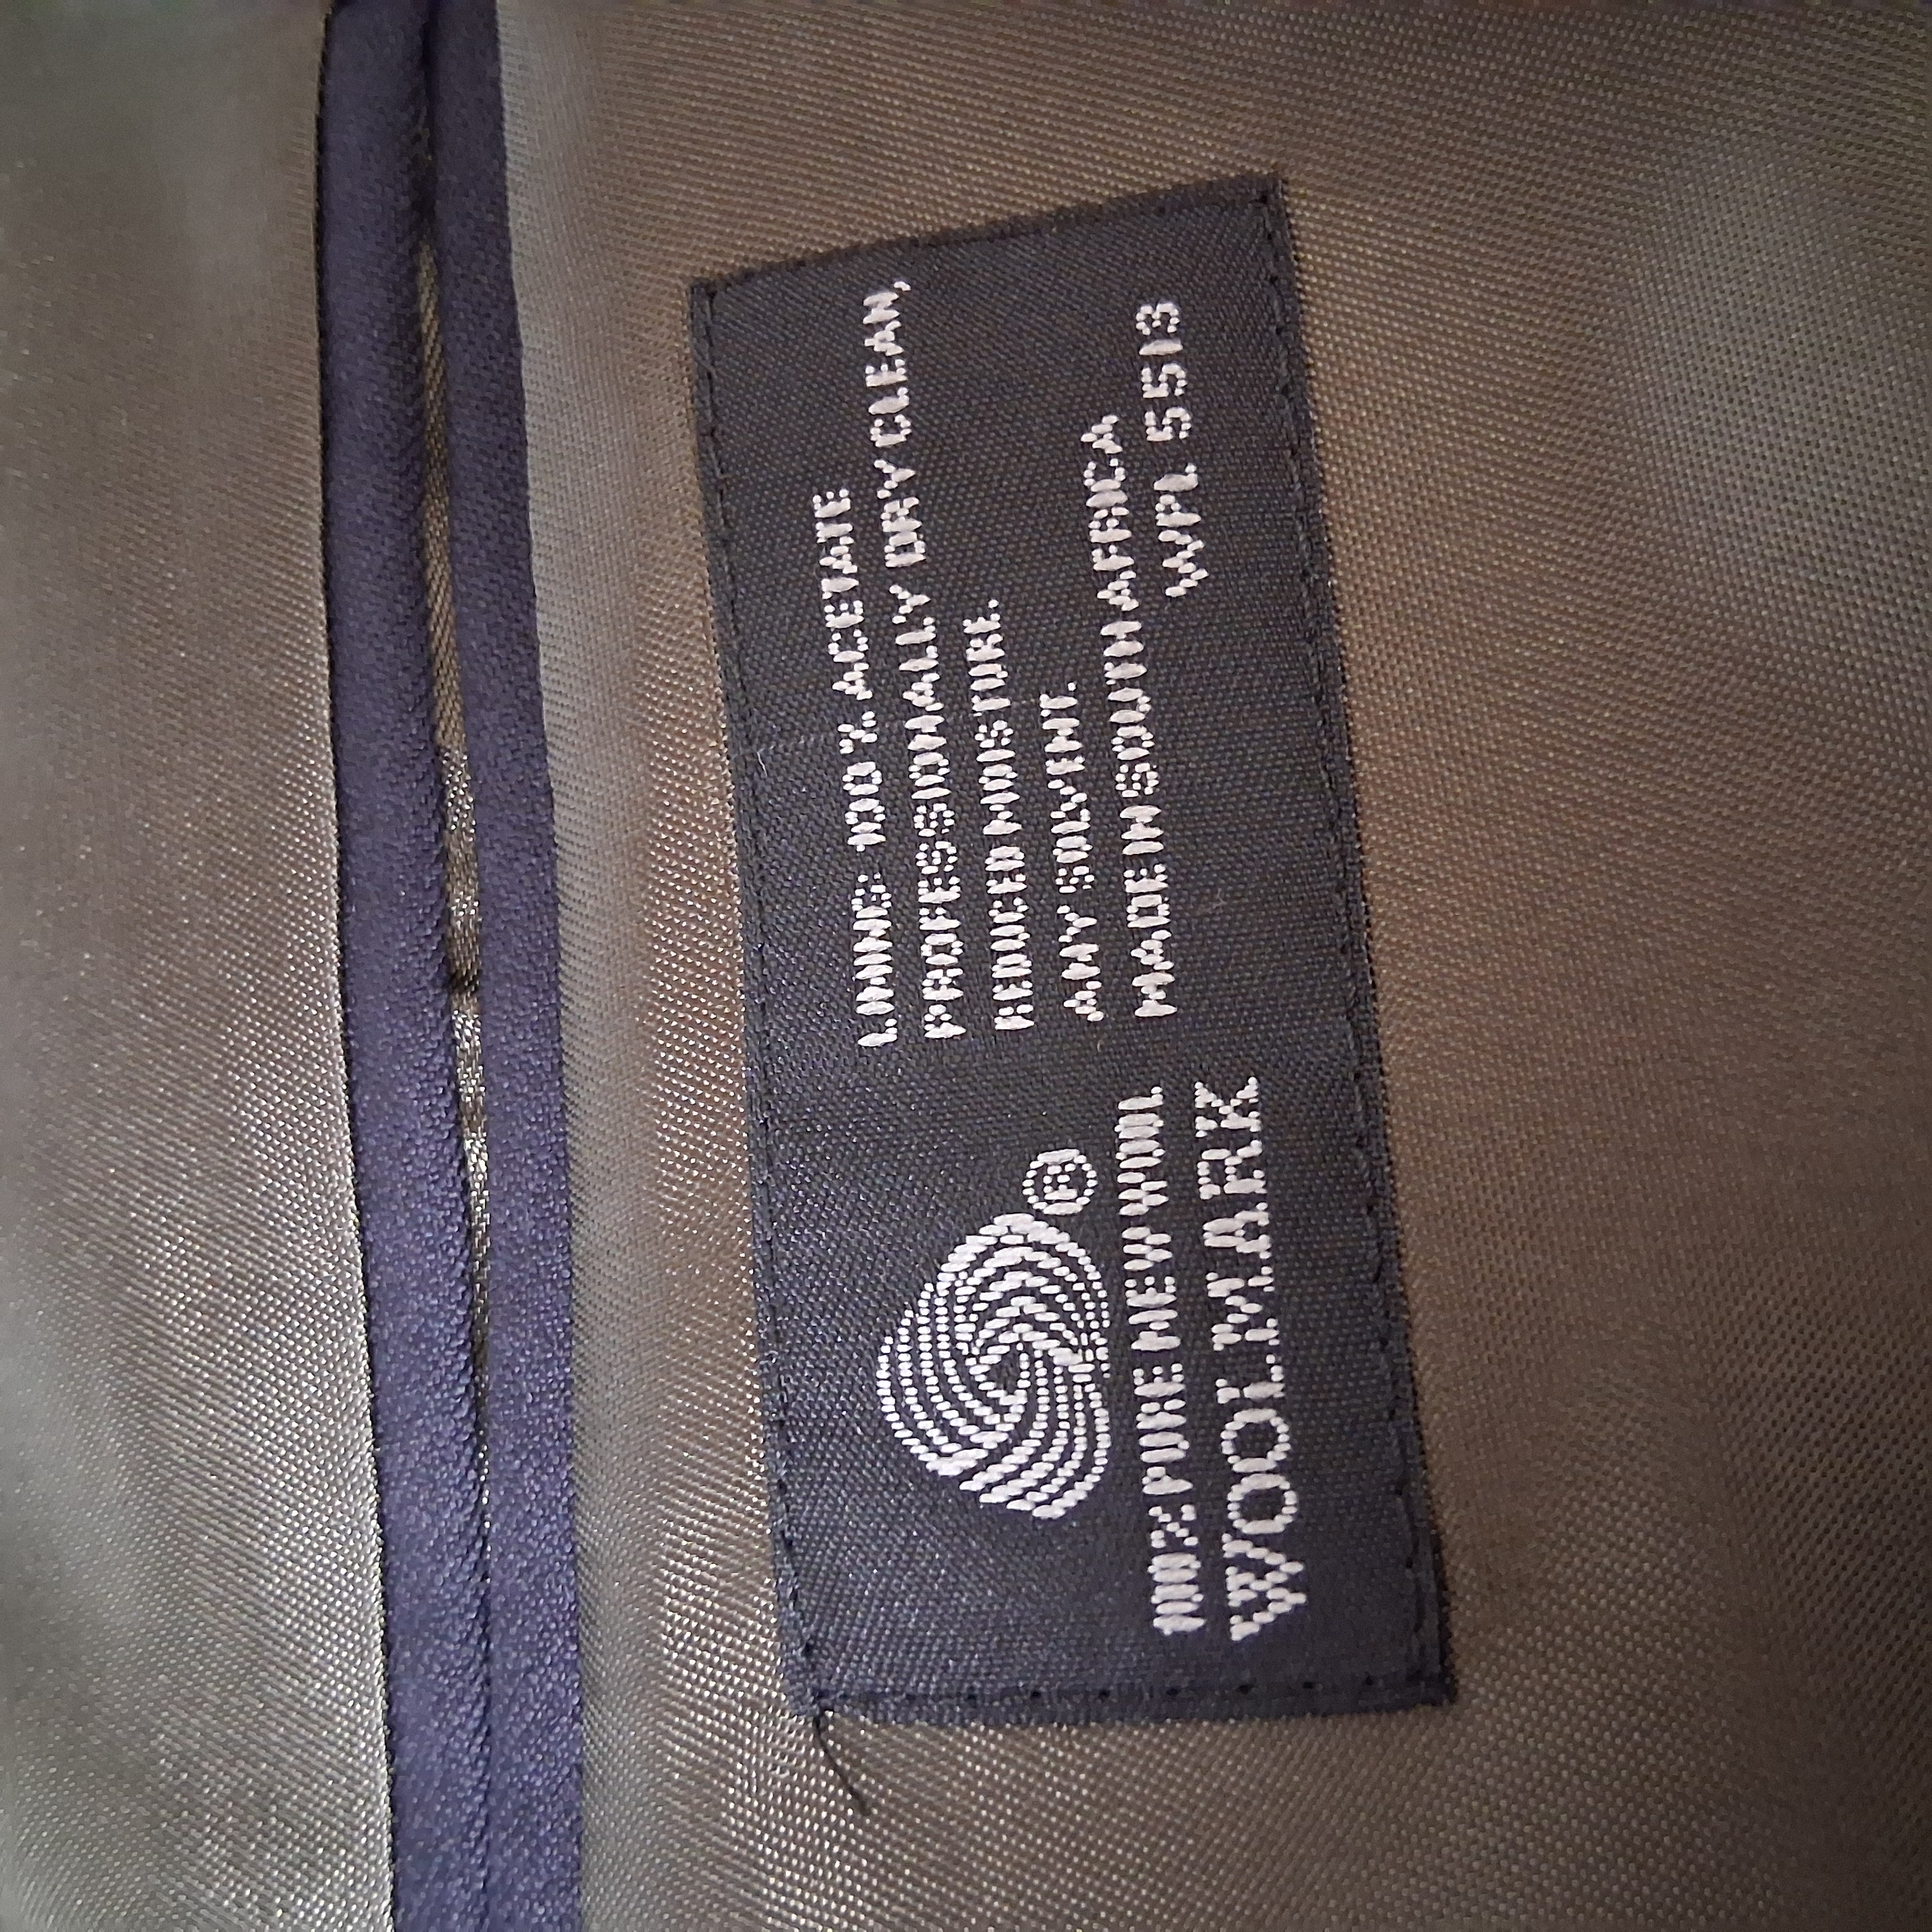 ®
100% PURE NEW WOOL
WOOLMARK
LINING: 100 % ACETATE
PROFESSIONALLY DRY CLEAN,
REDUCED MOISTURE.
ANY SOLVENT.
MADE IN SOUTH AFRICA
WPL 5513